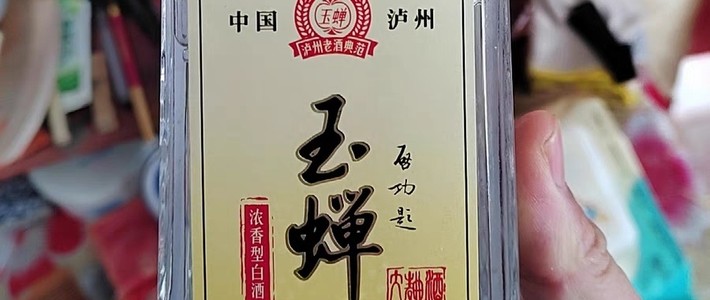 中国
玉蝉
泸州
泸州老酒典范
玉蝉
启功题
浓香型白酒
大曲酒